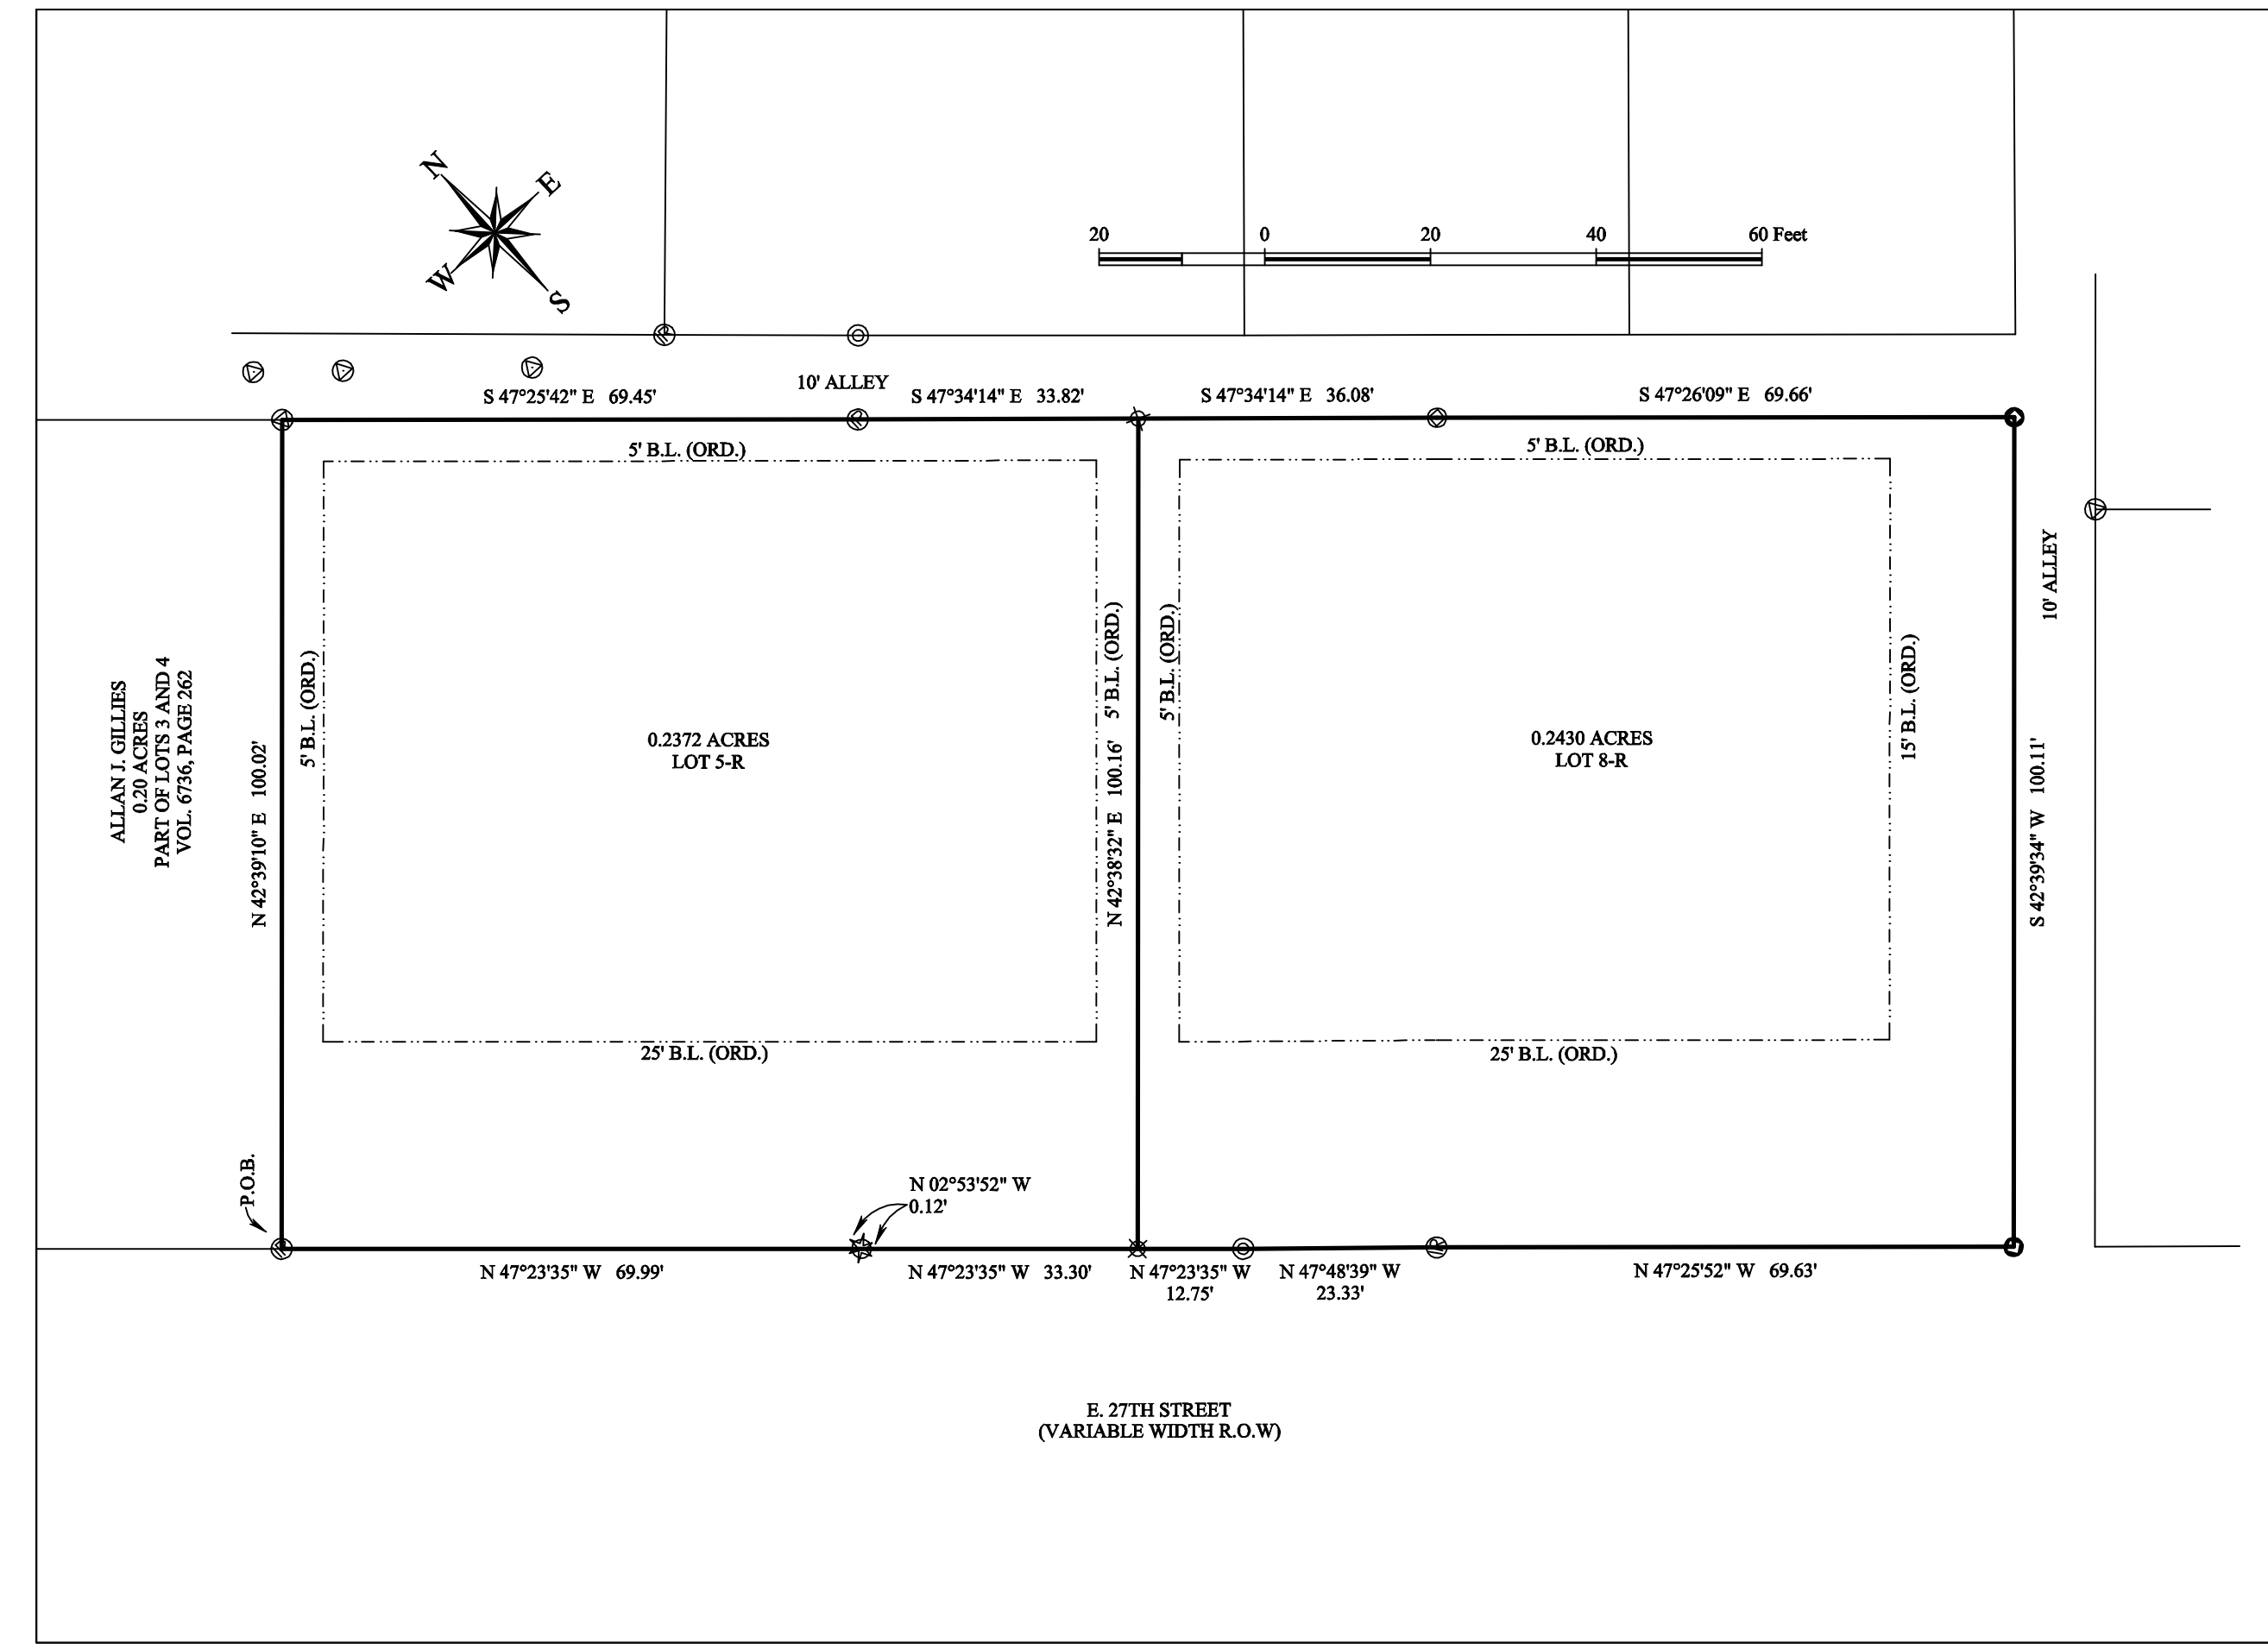 N
E
W
S
20 0 20 40 60 Feet
10' ALLEY
S 47°25'42" E 69.45'
S 47°34'14" E 33.82'
S 47°34'14" E 36.08'
S 47°26'09" E 69.66'
5' B.L. (ORD.)
5' B.L. (ORD.)
10' ALLEY
ALLAN J. GILLIES
0.20 ACRES
PART OF LOTS 3 AND 4
VOL. 6736, PAGE 262
N 42°39'10" E 100.02'
5' B.L. (ORD.)
0.2372 ACRES
LOT 5-R
N 42°38'32" E 100.16'
5' B.L. (ORD.)
5' B.L. (ORD.)
0.2430 ACRES
LOT 8-R
15' B.L. (ORD.)
S 42°39'34" W 100.11'
25' B.L. (ORD.)
25' B.L. (ORD.)
P.O.B.
N 02°53'52" W
0.12'
N 47°23'35" W 69.99'
N 47°23'35" W 33.30'
N 47°23'35" W
12.75'
N 47°48'39" W
23.33'
N 47°25'52" W 69.63'
E. 27TH STREET
(VARIABLE WIDTH R.O.W)